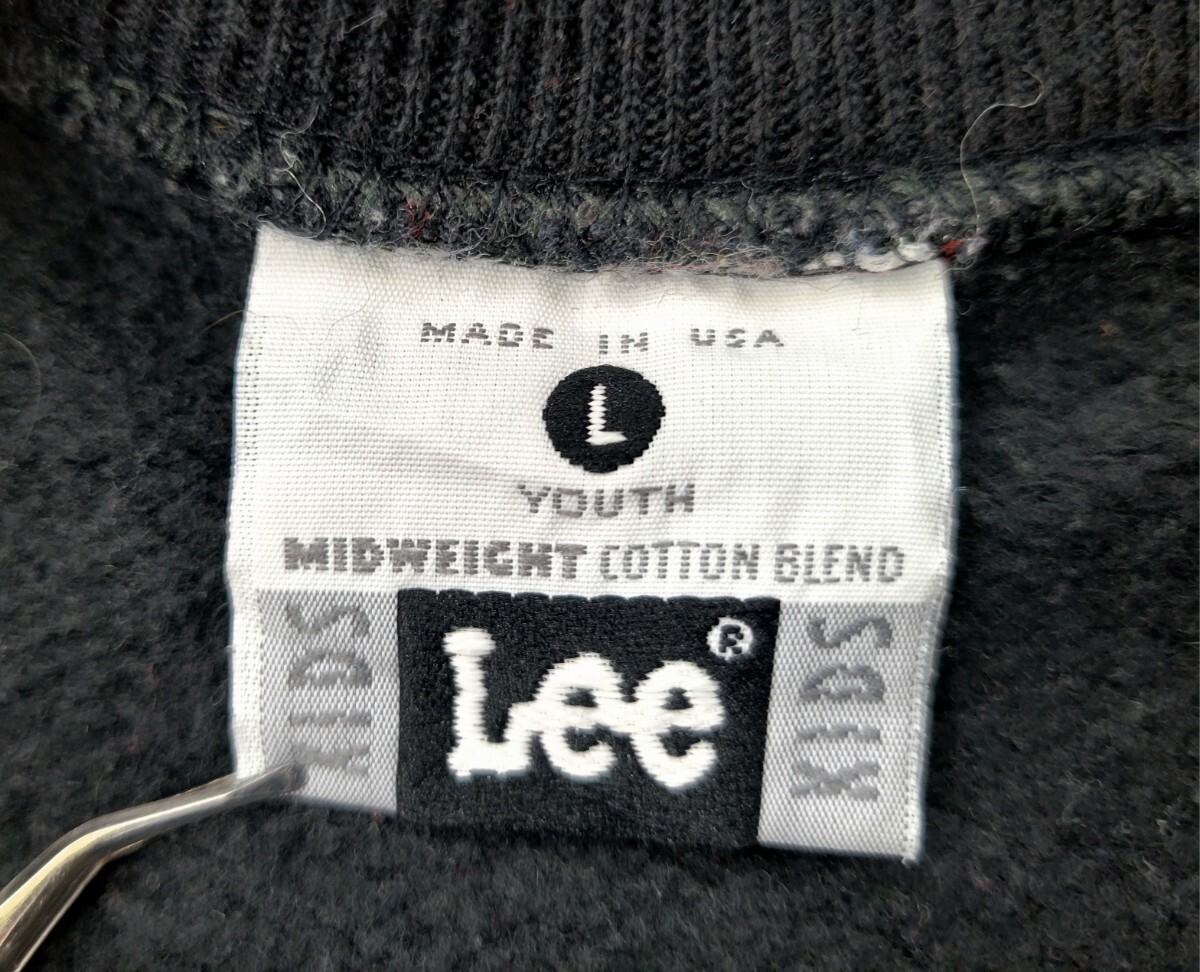 MADE IN USA
L
YOUTH
MIDWEIGHT COTTON BLEND
KIDS
Lee®
KIDS